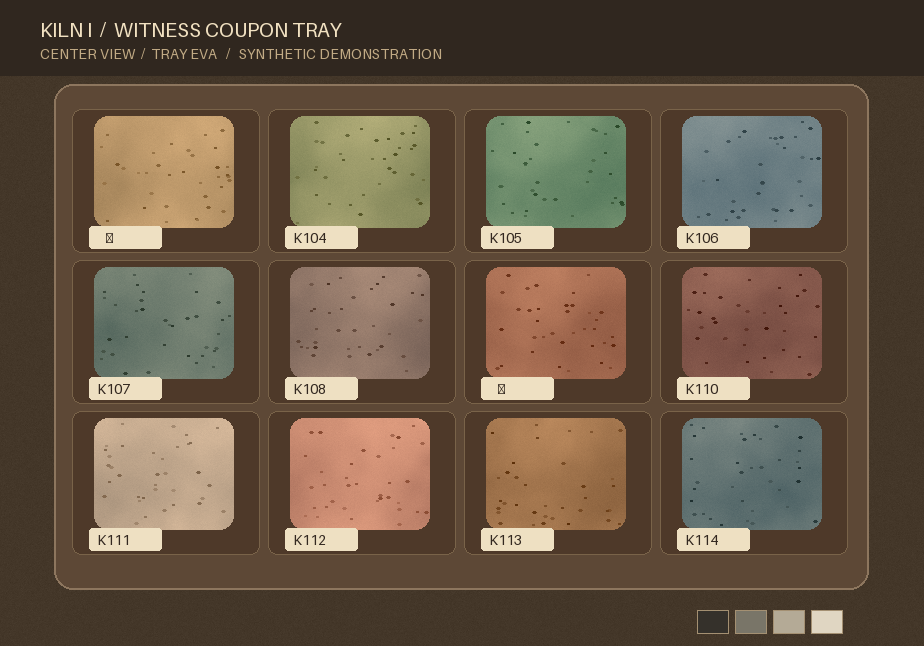 KILN I / WITNESS COUPON TRAY
CENTER VIEW / TRAY EVA / SYNTHETIC DEMONSTRATION
K104
K105
K106
K107
K108
K110
K111
K112
K113
K114